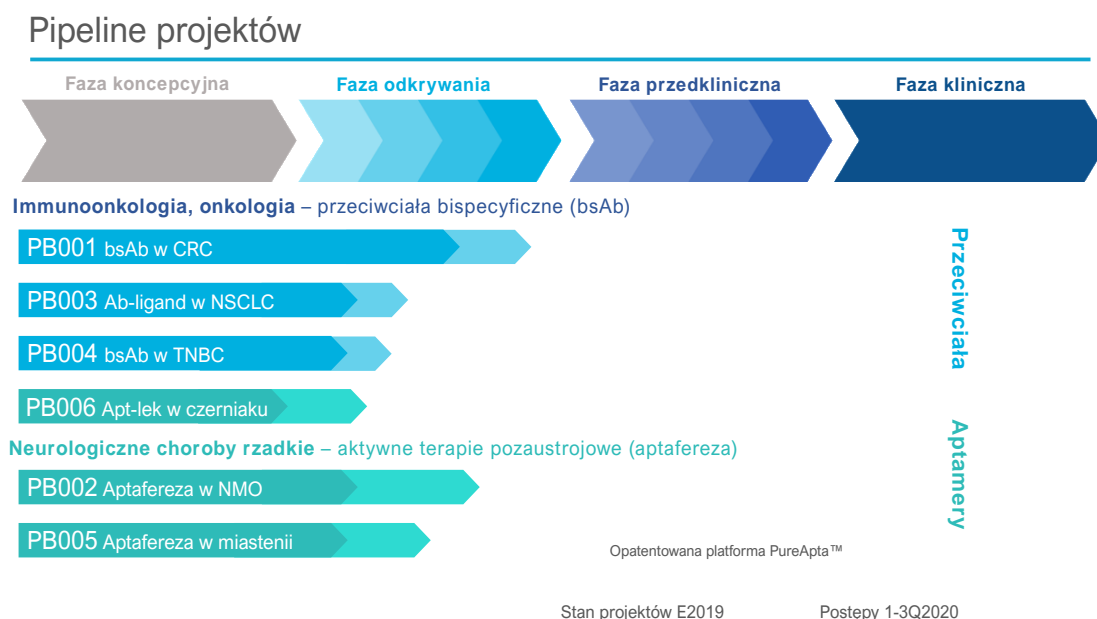 Pipeline projektów
Faza koncepcyjna
Faza odkrywania
Faza przedkliniczna
Faza kliniczna
Immunoonkologia, onkologia – przeciwciała bispecyficzne (bsAb)
PB001 bsAb w CRC
PB003 Ab-ligand w NSCLC
PB004 bsAb w TNBC
PB006 Apt-lek w czerniaku
Przeciwciała
Neurologiczne choroby rzadkie – aktywne terapie pozaustrojowe (aptafereza)
PB002 Aptafereza w NMO
PB005 Aptafereza w miastenii
Aptamery
Opatentowana platforma PureApta™
Stan projektów E2019
Postępy 1-3Q2020